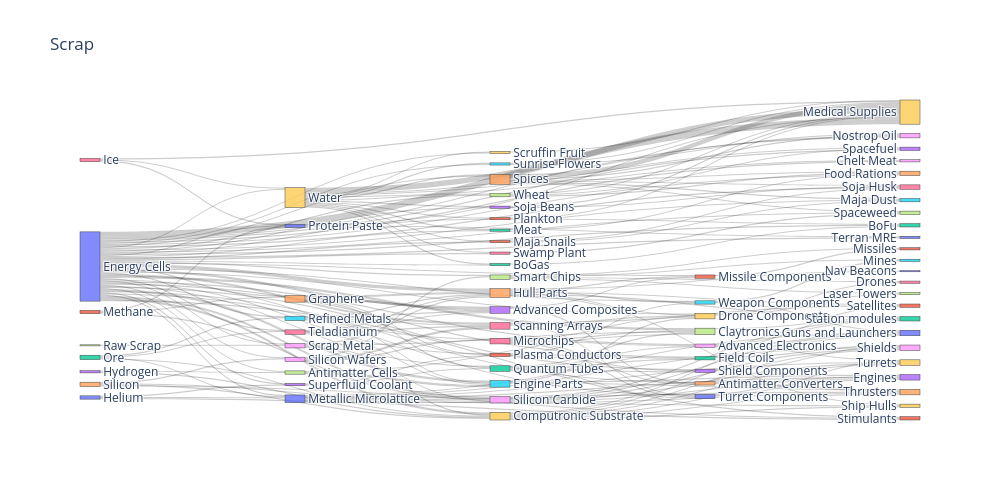 Scrap
Ice
Energy Cells
Methane
Raw Scrap
Ore
Hydrogen
Silicon
Helium
Water
Protein Paste
Graphene
Refined Metals
Teladianium
Scrap Metal
Silicon Wafers
Antimatter Cells
Superfluid Coolant
Metallic Microlattice
Scruffin Fruit
Sunrise Flowers
Spices
Wheat
Soja Beans
Plankton
Meat
Maja Snails
Swamp Plant
BoGas
Smart Chips
Hull Parts
Advanced Composites
Scanning Arrays
Microchips
Plasma Conductors
Quantum Tubes
Engine Parts
Silicon Carbide
Computronic Substrate
Missile Components
Weapon Components
Drone Components
Claytronics
Advanced Electronics
Field Coils
Shield Components
Antimatter Converters
Turret Components
Medical Supplies
Nostrop Oil
Spacefuel
Chelt Meat
Food Rations
Soja Husk
Maja Dust
Spaceweed
BoFu
Terran MRE
Missiles
Mines
Nav Beacons
Drones
Laser Towers
Satellites
Station modules
Guns and Launchers
Shields
Turrets
Engines
Thrusters
Ship Hulls
Stimulants